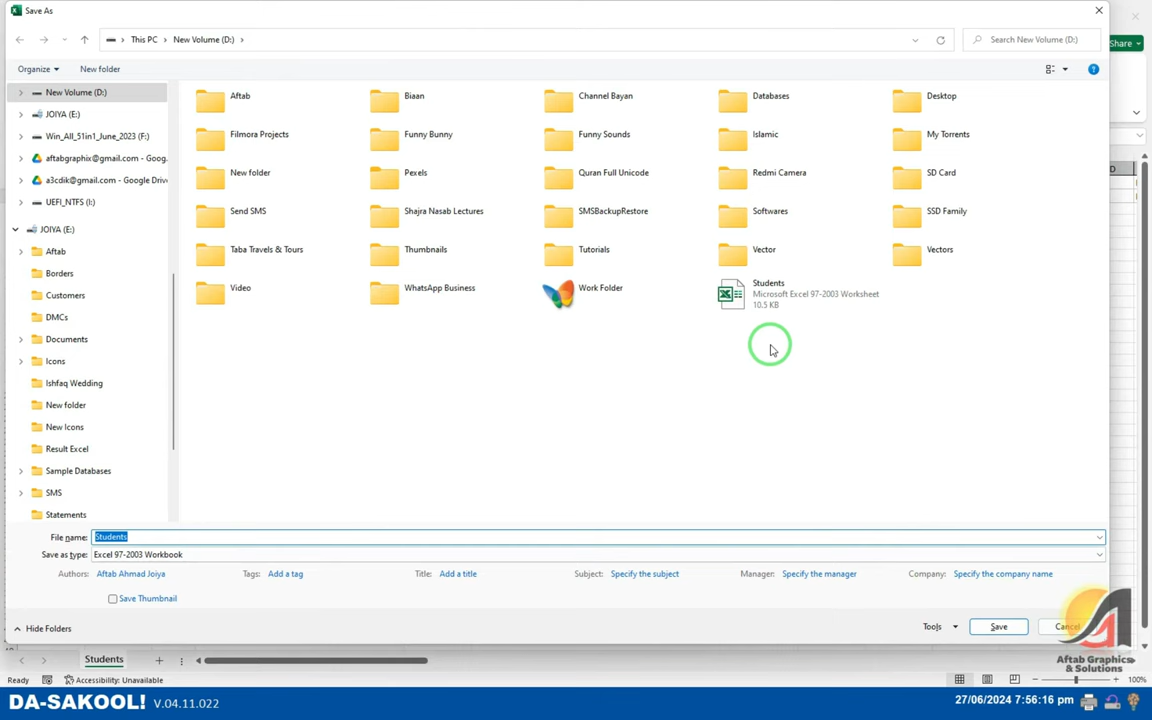 Save As
This PC > New Volume (D:) >
Search New Volume (D:)
Share
Organize
New folder
New Volume (D:)
JOIYA (E:)
Win_All_51in1_June_2023 (F:)
aftabgraphix@gmail.com - Goog.
a3cdik@gmail.com - Google Drive
UEFI_NTFS (I:)
JOIYA (E:)
Aftab
Borders
Customers
DMCs
Documents
Icons
Ishfaq Wedding
New folder
New Icons
Result Excel
Sample Databases
SMS
Statements
Aftab
Biaan
Channel Bayan
Databases
Desktop
Filmora Projects
Funny Bunny
Funny Sounds
Islamic
My Torrents
New folder
Pexels
Quran Full Unicode
Redmi Camera
SD Card
Send SMS
Shajra Nasab Lectures
SMSBackupRestore
Softwares
SSD Family
Taba Travels & Tours
Thumbnails
Tutorials
Vector
Vectors
Video
WhatsApp Business
Work Folder
Students
Microsoft Excel 97-2003 Worksheet
10.5 KB
D
File name: Students
Save as type: Excel 97-2003 Workbook
Authors: Aftab Ahmad Joiya
Tags: Add a tag
Title: Add a title
Subject: Specify the subject
Manager: Specify the manager
Company: Specify the company name
Save Thumbnail
Hide Folders
Tools
Save
Cancel
Aftab Graphics
& Solutions
Students
Ready
Accessibility: Unavailable
100%
DA-SAKOOL! V.04.11.022
27/06/2024 7:56:16 pm